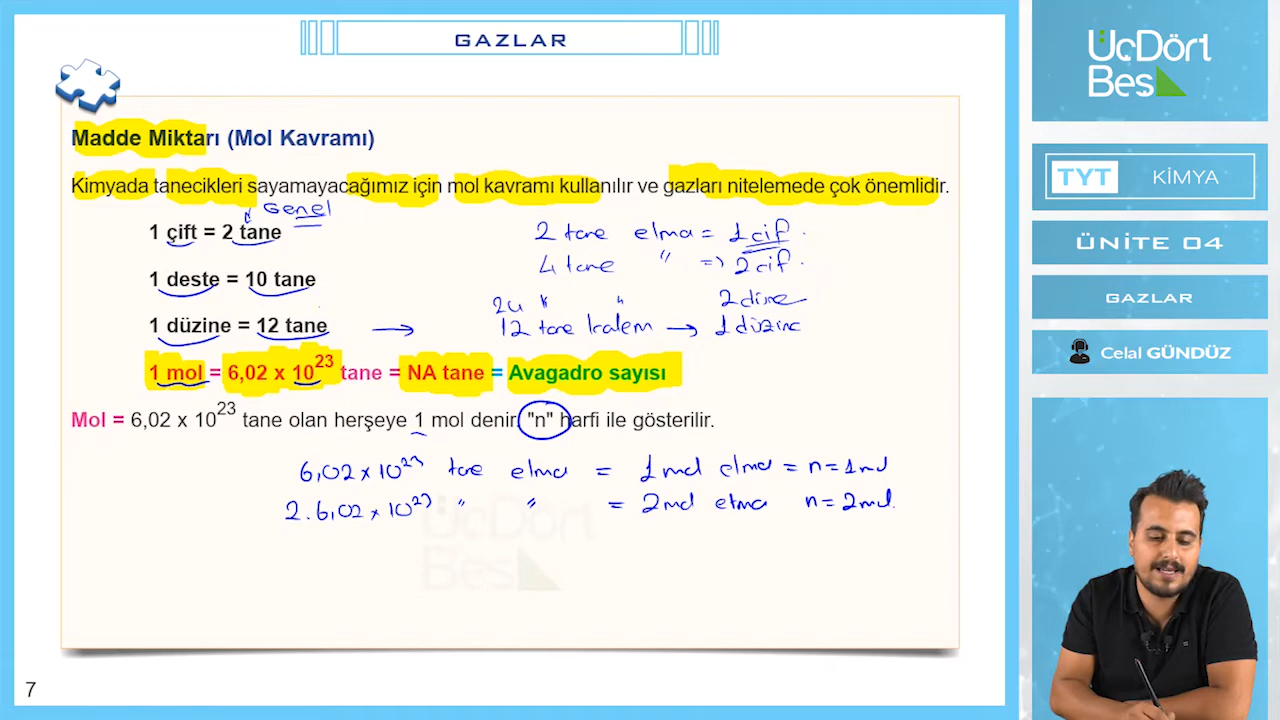 GAZLAR
Madde Miktarı (Mol Kavramı)
Kimyada tanecikleri sayamayacağımız için mol kavramı kullanılır ve gazları nitelemede çok önemlidir.
Genel
1 çift = 2 tane
2 tane elma = 1 çif
4 tane " => 2 çif
1 deste = 10 tane
24 " " 2 düzine
1 düzine = 12 tane → 12 tane kalem → 1 düzine
1 mol = 6,02 x 10²³ tane = NA tane = Avagadro sayısı
Mol = 6,02 x 10²³ tane olan herşeye 1 mol denir. "n" harfi ile gösterilir.
6,02 x 10²³ tane elma = 1 mol elma = n = 1 mol
2. 6,02 x 10²³ " " = 2 mol elma n = 2 mol.
ÜçDört
Beş
7
ÜçDört
Beş
TYT KİMYA
ÜNİTE 04
GAZLAR
Celal GÜNDÜZ